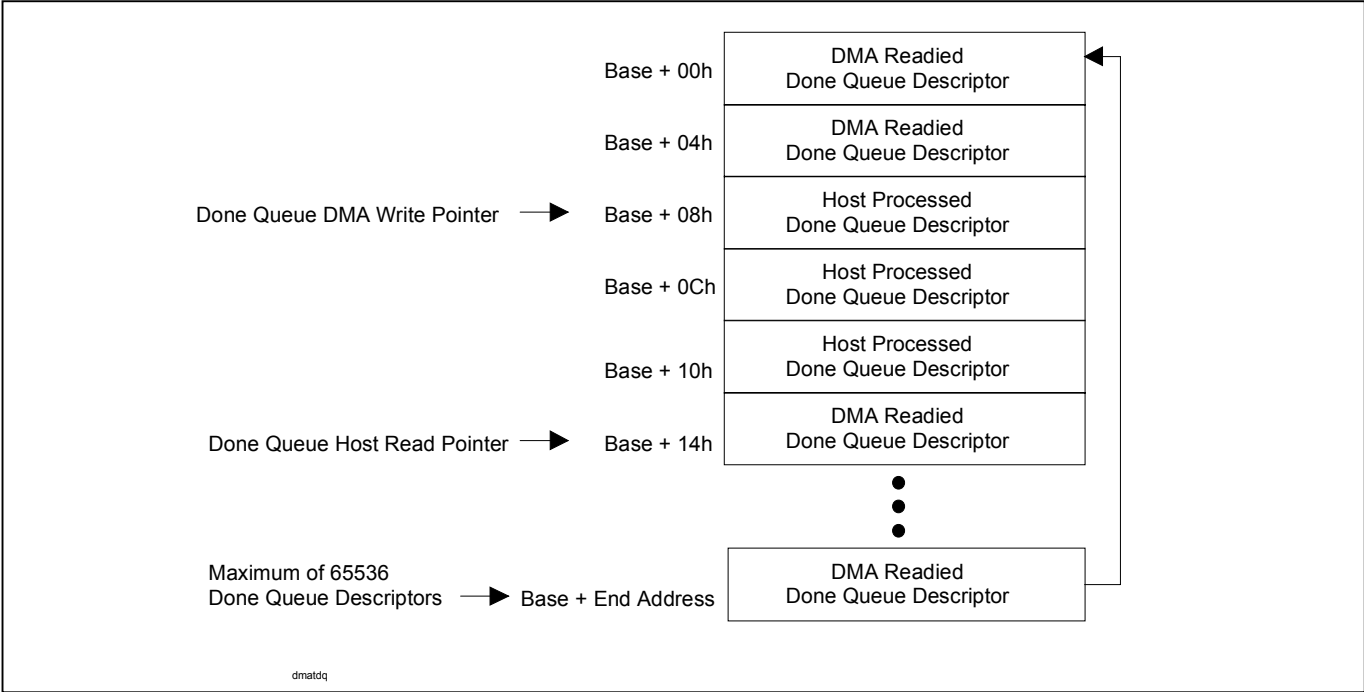 Base + 00h
DMA Readied
Done Queue Descriptor
Base + 04h
DMA Readied
Done Queue Descriptor
Done Queue DMA Write Pointer
Base + 08h
Host Processed
Done Queue Descriptor
Base + 0Ch
Host Processed
Done Queue Descriptor
Base + 10h
Host Processed
Done Queue Descriptor
Done Queue Host Read Pointer
Base + 14h
DMA Readied
Done Queue Descriptor
Maximum of 65536
Done Queue Descriptors
Base + End Address
DMA Readied
Done Queue Descriptor
dmatdq